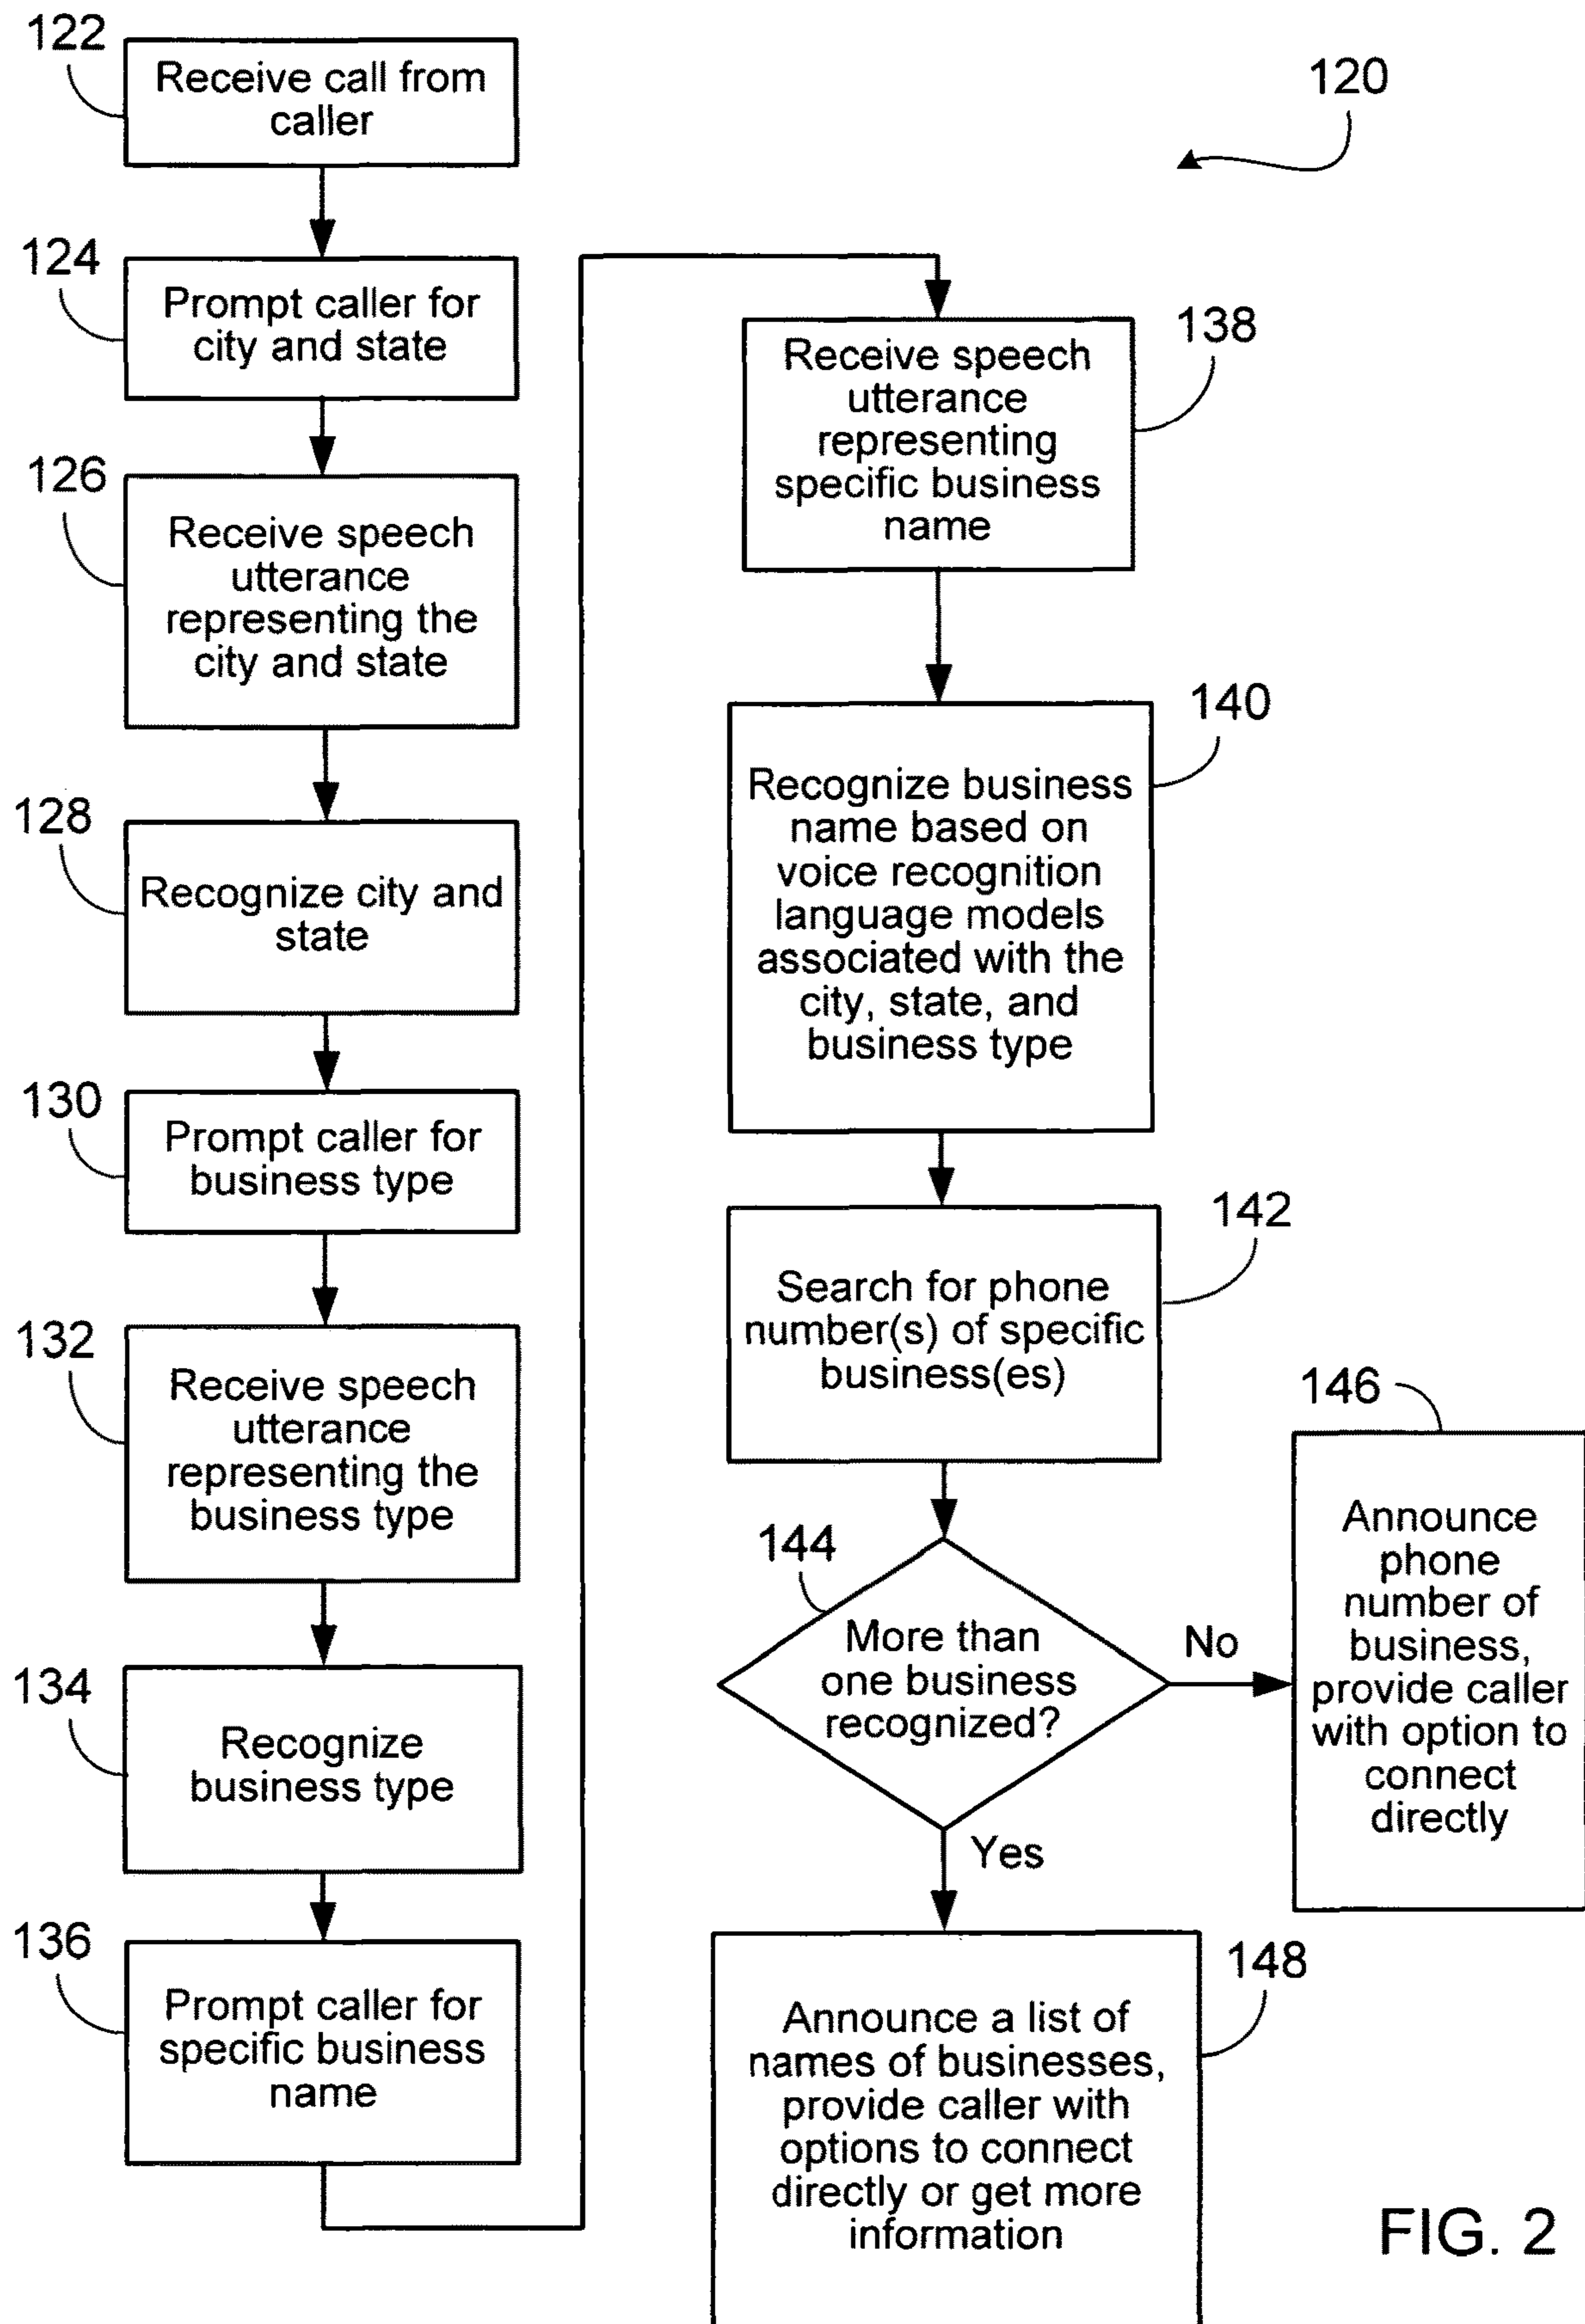 122
Receive call from
caller
120
124
Prompt caller for
city and state
126
Receive speech
utterance
representing the
city and state
128
Recognize city and
state
130
Prompt caller for
business type
132
Receive speech
utterance
representing the
business type
134
Recognize
business type
136
Prompt caller for
specific business
name
138
Receive speech
utterance
representing
specific business
name
140
Recognize business
name based on
voice recognition
language models
associated with the
city, state, and
business type
142
Search for phone
number(s) of specific
business(es)
144
More than
one business
recognized?
No
Yes
146
Announce
phone
number of
business,
provide caller
with option to
connect
directly
148
Announce a list of
names of businesses,
provide caller with
options to connect
directly or get more
information
FIG. 2